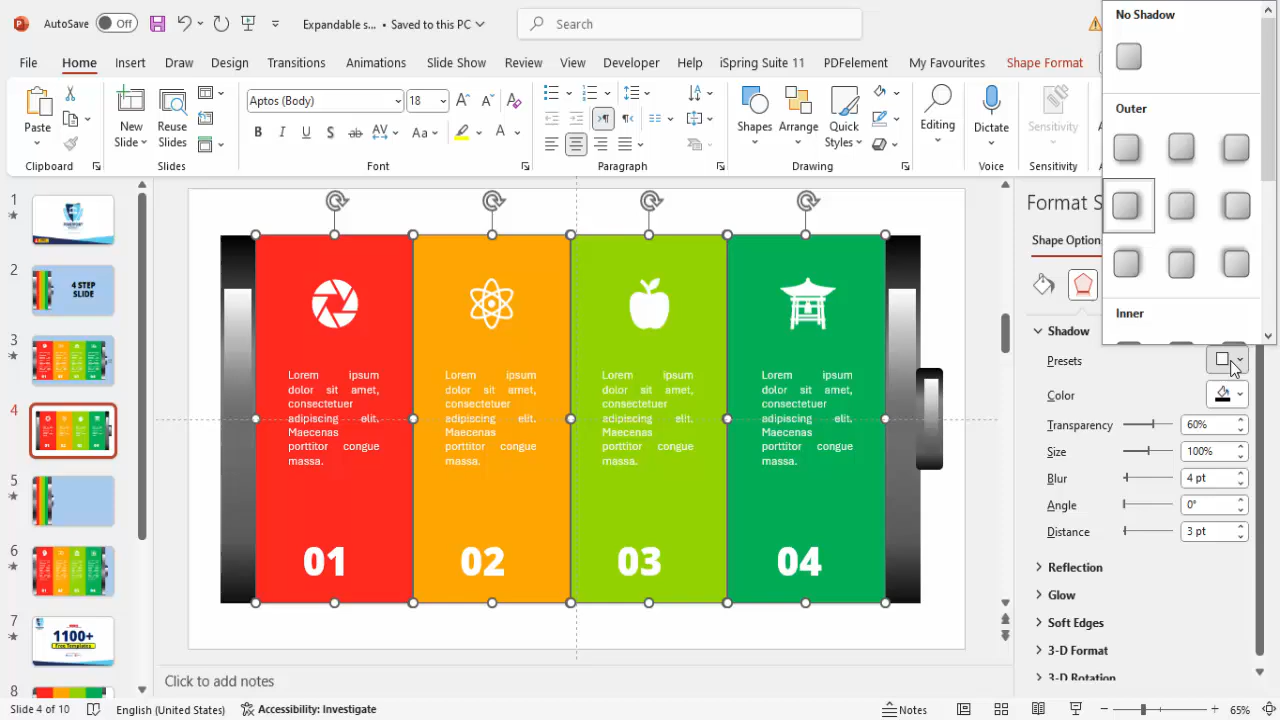 AutoSave Off
Expandable s... • Saved to this PC
Search
File Home Insert Draw Design Transitions Animations Slide Show Review View Developer Help iSpring Suite 11 PDFelement My Favourites Shape Format
Paste
New Slide
Reuse Slides
Aptos (Body) 18
Shapes
Arrange
Quick Styles
Editing
Dictate
Sensitivity
Clipboard Slides Font Paragraph Drawing Voice Sensitivity
No Shadow
Outer
Inner
Format S
Shape Option
Shadow
Presets
Color
Transparency 60%
Size 100%
Blur 4 pt
Angle 0°
Distance 3 pt
Reflection
Glow
Soft Edges
3-D Format
3-D Rotation
1
2
4 STEP
SLIDE
3
4
5
6
7
1100+
8
Lorem ipsum
dolor sit amet,
consectetuer
adipiscing elit.
Maecenas
porttitor congue
massa.
01
Lorem ipsum
dolor sit amet,
consectetuer
adipiscing elit.
Maecenas
porttitor congue
massa.
02
Lorem ipsum
dolor sit amet,
consectetuer
adipiscing elit.
Maecenas
porttitor congue
massa.
03
Lorem ipsum
dolor sit amet,
consectetuer
adipiscing elit.
Maecenas
porttitor congue
massa.
04
Click to add notes
Slide 4 of 10 English (United States) Accessibility: Investigate Notes 65%